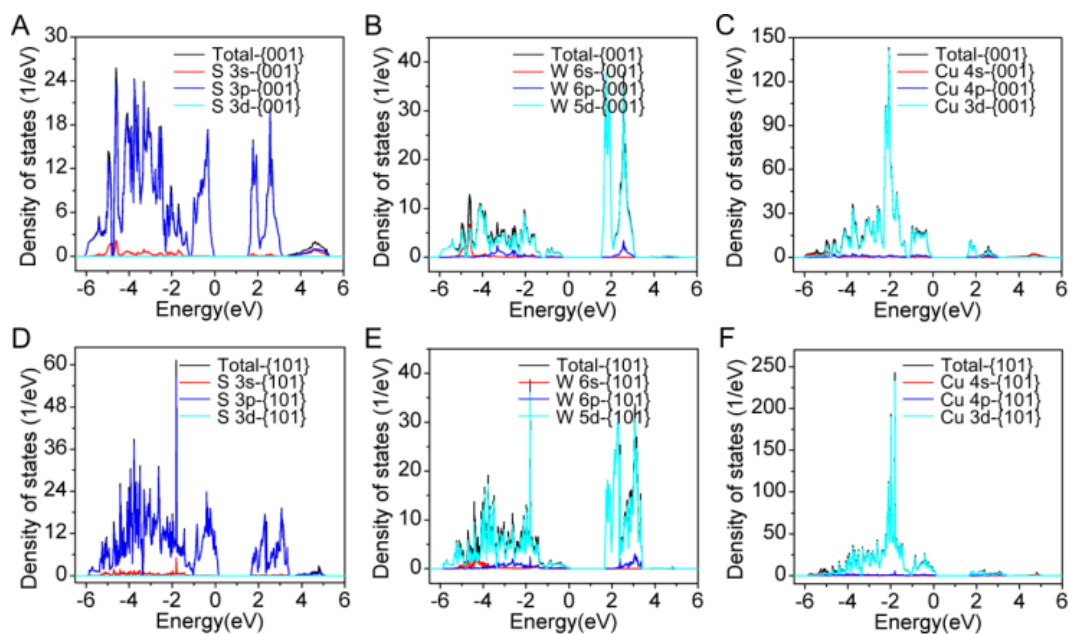 A
Density of states (1/eV)
30
24
18
12
6
0
Total-{001}
S 3s-{001}
S 3p-{001}
S 3d-{001}
-6 -4 -2 0 2 4 6
Energy(eV)
B
Density of states (1/eV)
40
30
20
10
0
Total-{001}
W 6s-{001}
W 6p-{001}
W 5d-{001}
-6 -4 -2 0 2 4 6
Energy(eV)
C
Density of states (1/eV)
150
120
90
60
30
0
Total-{001}
Cu 4s-{001}
Cu 4p-{001}
Cu 3d-{001}
-6 -4 -2 0 2 4 6
Energy(eV)
D
Density of states (1/eV)
60
48
36
24
12
0
Total-{101}
S 3s-{101}
S 3p-{101}
S 3d-{101}
-6 -4 -2 0 2 4 6
Energy(eV)
E
Density of states (1/eV)
40
30
20
10
0
Total-{101}
W 6s-{101}
W 6p-{101}
W 5d-{101}
-6 -4 -2 0 2 4 6
Energy(eV)
F
Density of states (1/eV)
250
200
150
100
50
0
Total-{101}
Cu 4s-{101}
Cu 4p-{101}
Cu 3d-{101}
-6 -4 -2 0 2 4 6
Energy(eV)